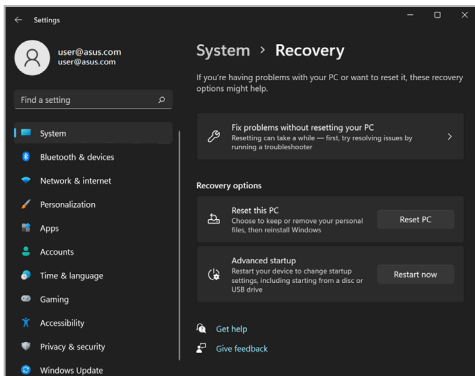 Settings
user@asus.com
user@asus.com
Find a setting
System
Bluetooth & devices
Network & internet
Personalization
Apps
Accounts
Time & language
Gaming
Accessibility
Privacy & security
Windows Update
System > Recovery
If you're having problems with your PC or want to reset it, these recovery
options might help.
Fix problems without resetting your PC
Resetting can take a while — first, try resolving issues by
running a troubleshooter
Recovery options
Reset this PC
Choose to keep or remove your personal
files, then reinstall Windows
Reset PC
Advanced startup
Restart your device to change startup
settings, including starting from a disc or
USB drive
Restart now
Get help
Give feedback